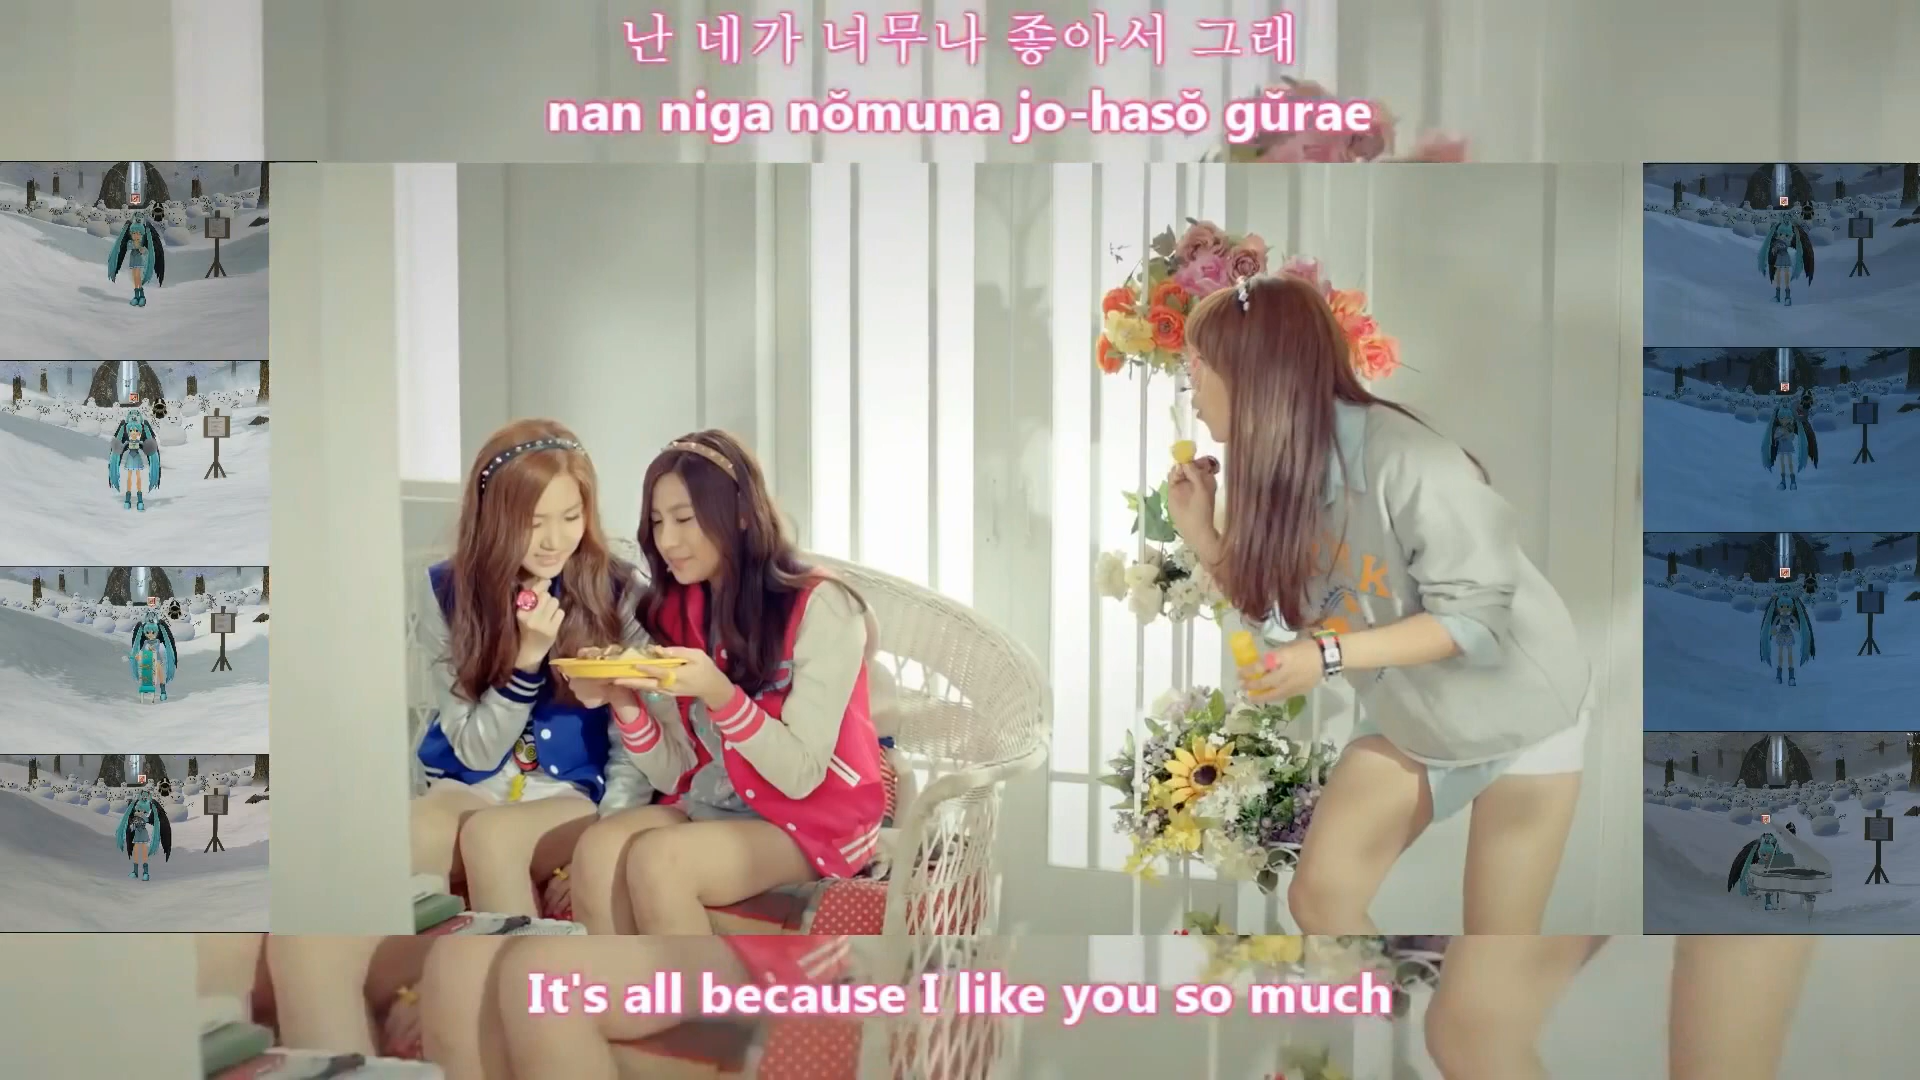 난 네가 너무나 좋아서 그래
nan niga nŏmuna jo-hasŏ gŭrae
It's all because I like you so much